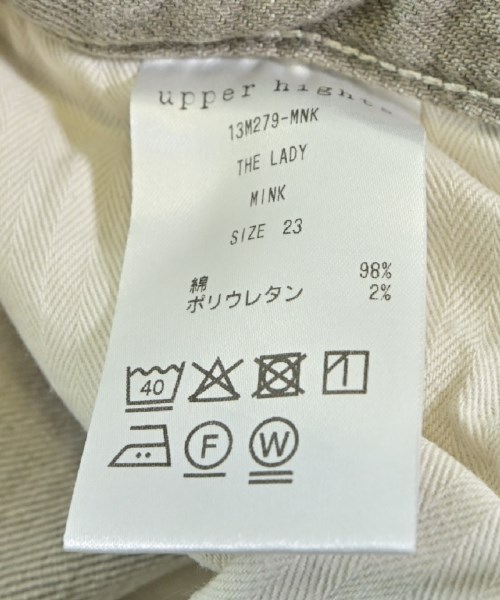 upper hights
13M279-MNK
THE LADY
MINK
SIZE 23
綿 98%
ポリウレタン 2%
40
F W